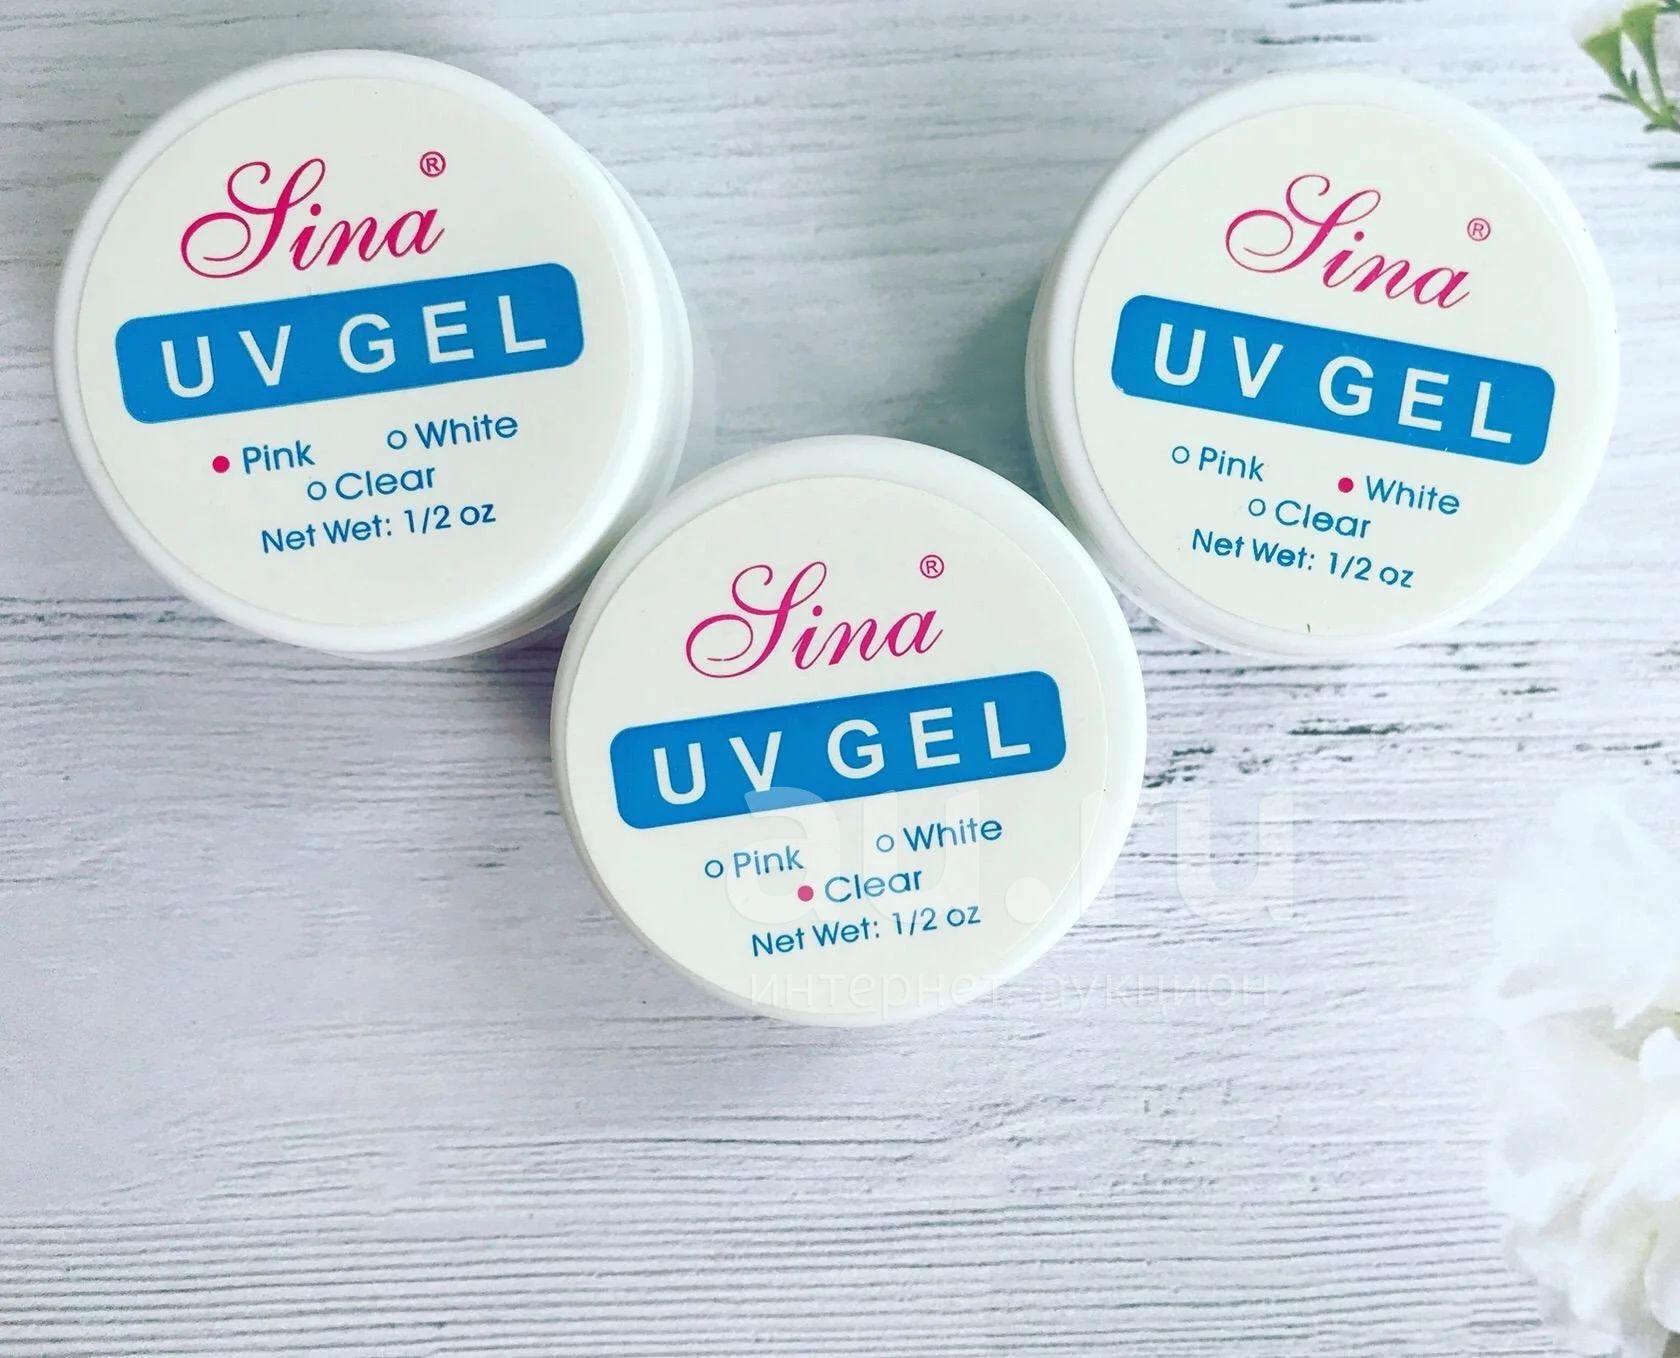 Sina®
UV GEL
● Pink ○ White
○ Clear
Net Wet: 1/2 oz
Sina®
UV GEL
○ Pink ● White
○ Clear
Net Wet: 1/2 oz
Sina®
UV GEL
○ Pink ○ White
● Clear
Net Wet: 1/2 oz
au.ru
интернет аукцион